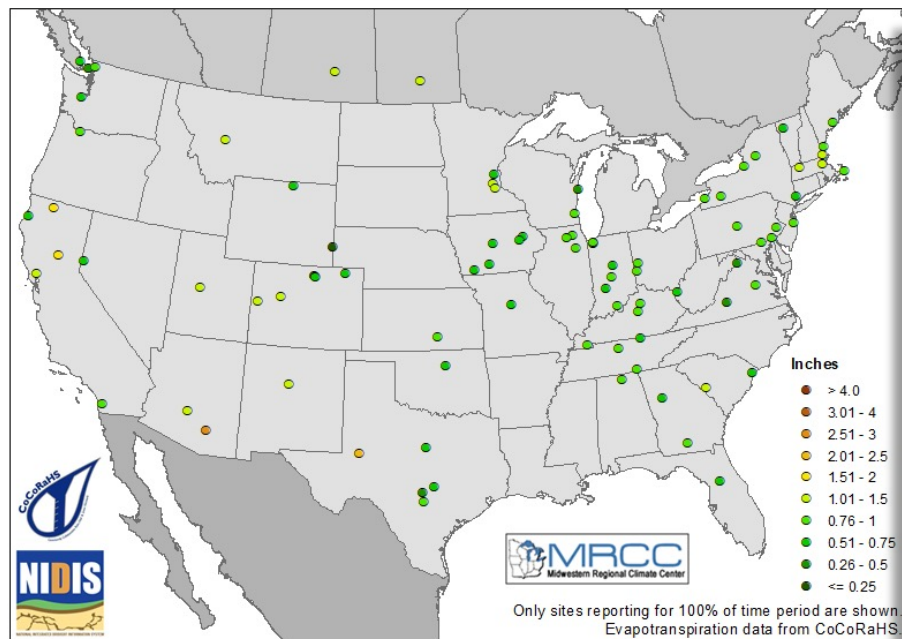 Inches
> 4.0
3.01 - 4
2.51 - 3
2.01 - 2.5
1.51 - 2
1.01 - 1.5
0.76 - 1
0.51 - 0.75
0.26 - 0.5
<= 0.25
CoCoRaHS
NIDIS
MRCC
Midwestern Regional Climate Center
Only sites reporting for 100% of time period are shown.
Evapotranspiration data from CoCoRaHS.